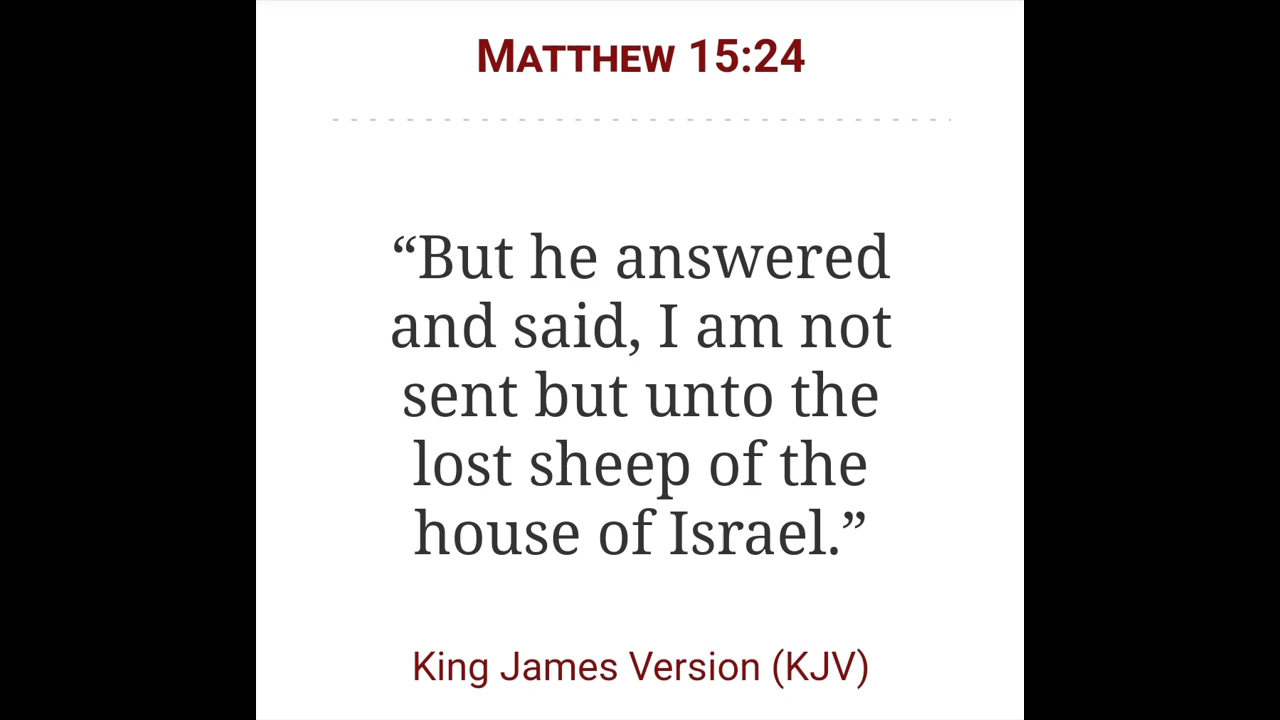 Matthew 15:24
“But he answered
and said, I am not
sent but unto the
lost sheep of the
house of Israel.”
King James Version (KJV)